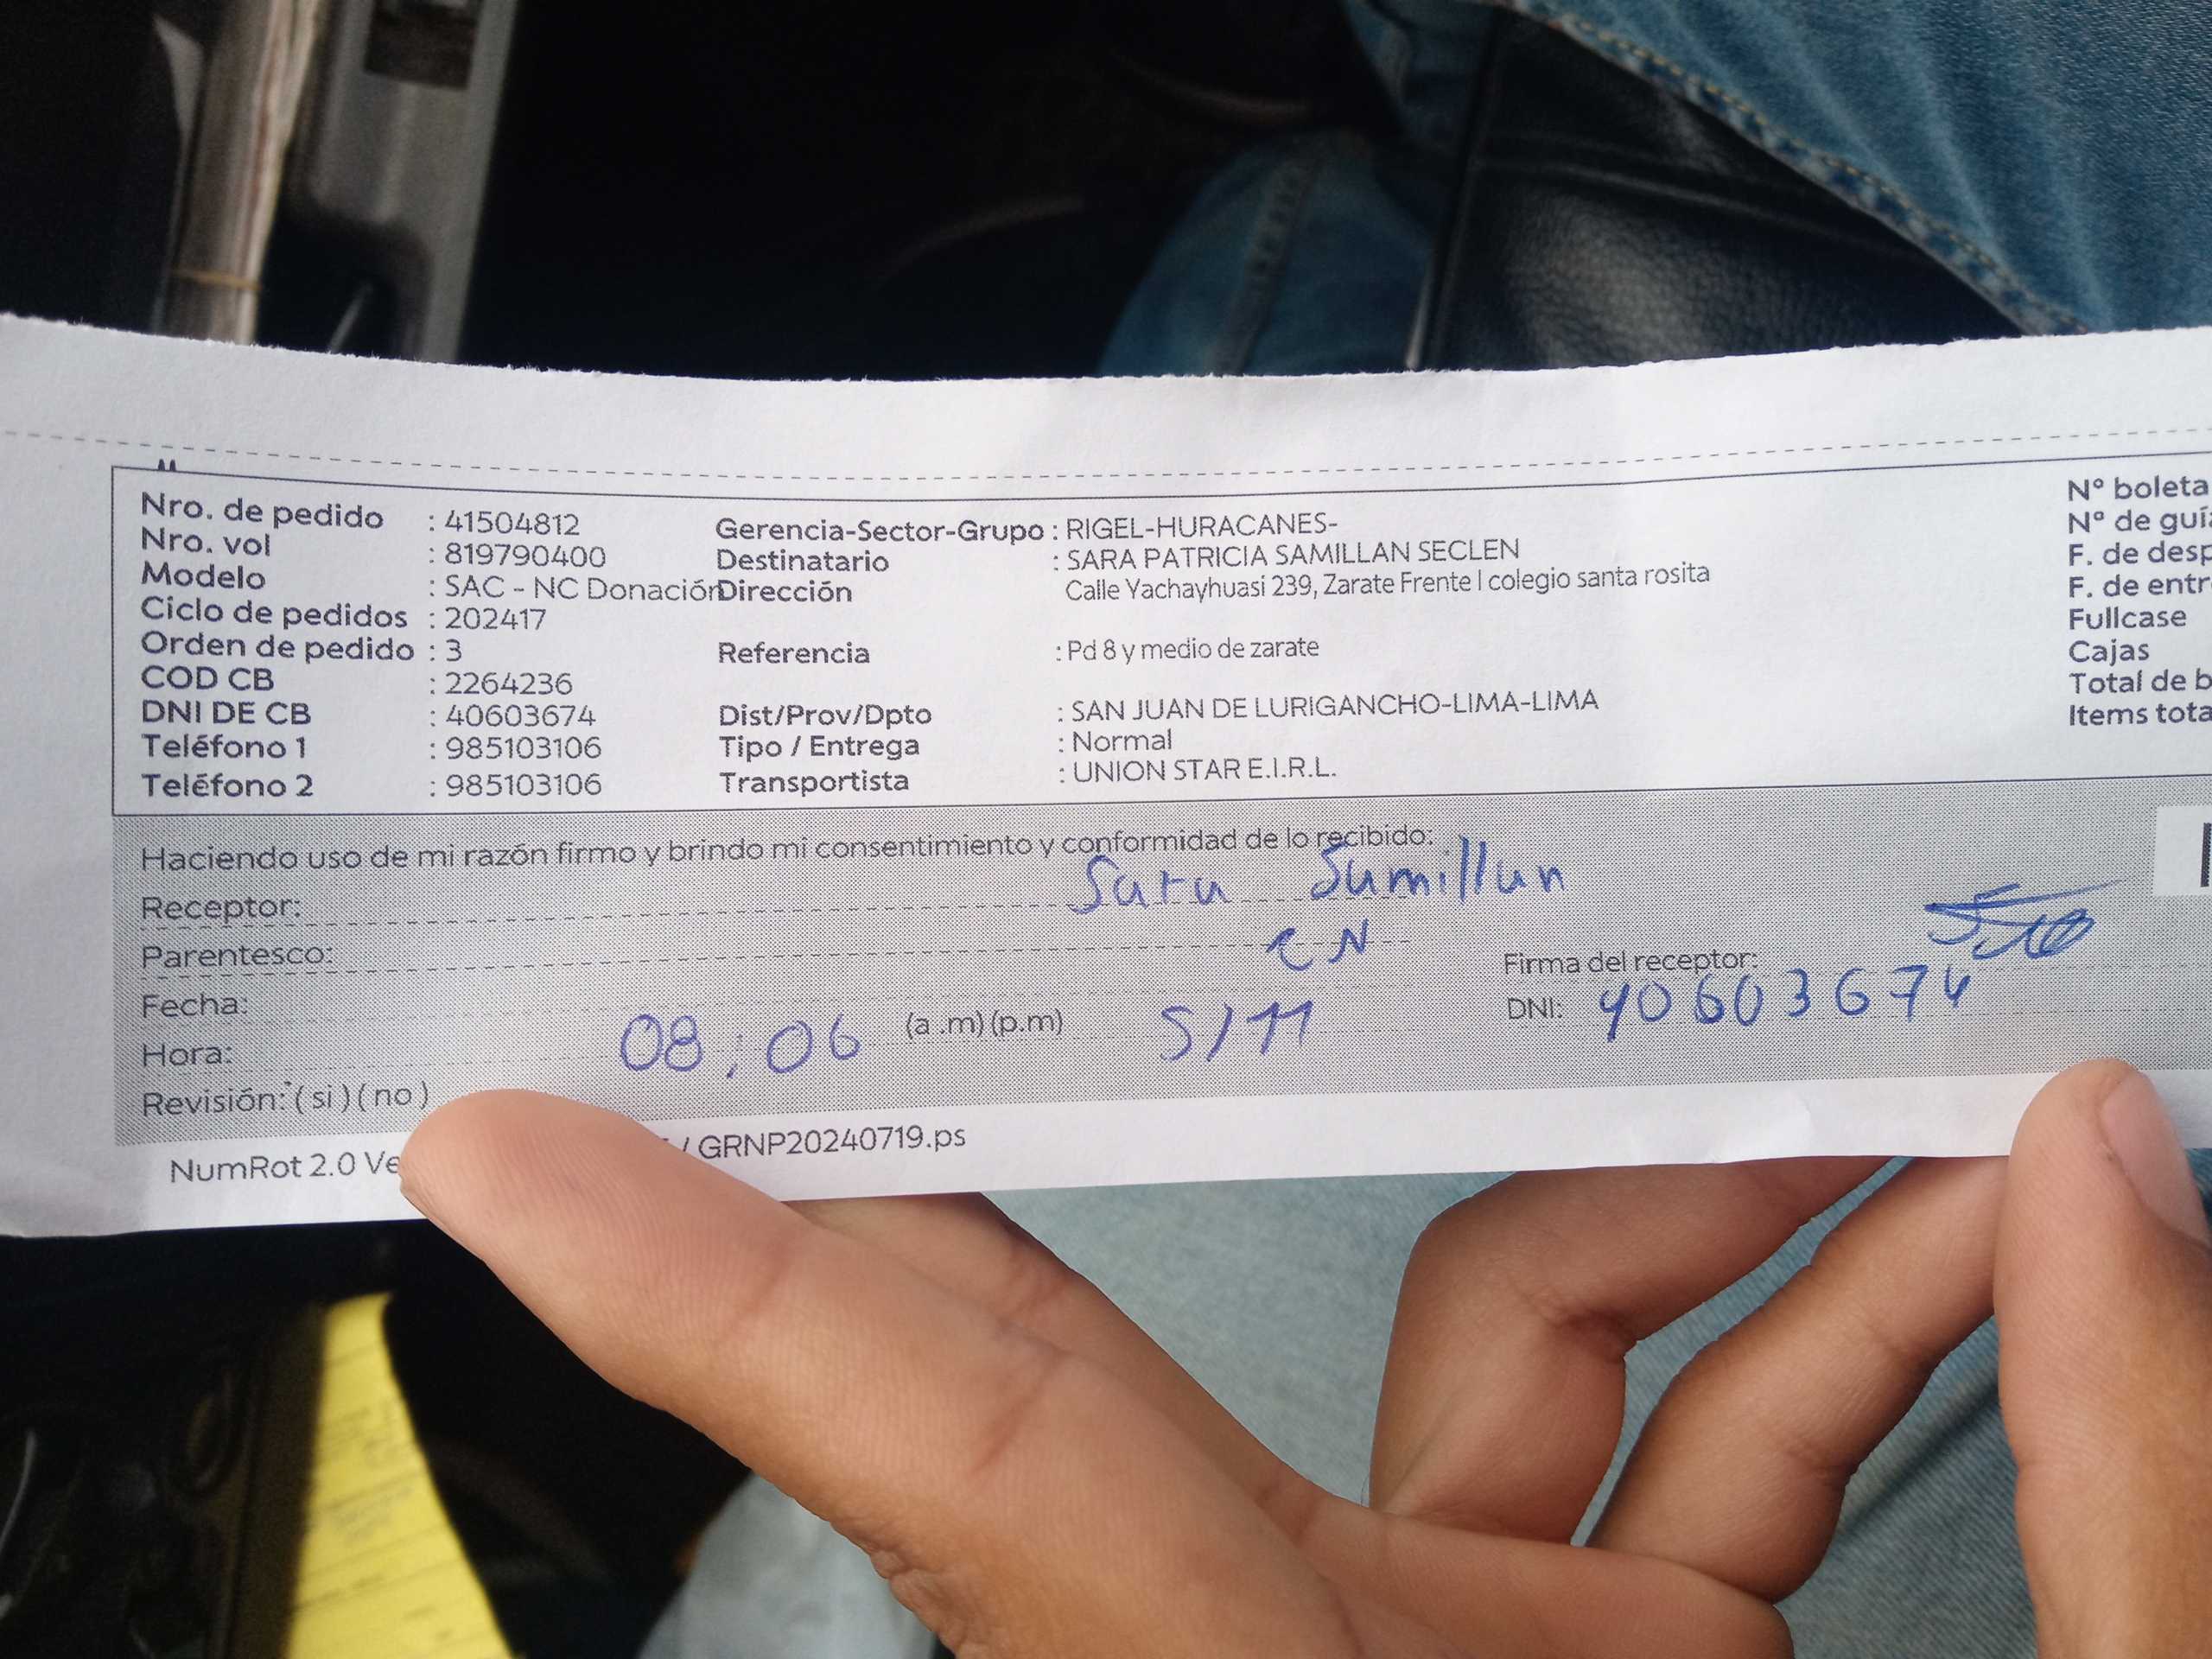 Nro. de pedido : 41504812
Nro. vol : 819790400
Modelo : SAC - NC Donación
Ciclo de pedidos : 202417
Orden de pedido : 3
COD CB : 2264236
DNI DE CB : 40603674
Teléfono 1 : 985103106
Teléfono 2 : 985103106
Gerencia-Sector-Grupo : RIGEL-HURACANES-
Destinatario : SARA PATRICIA SAMILLAN SECLEN
Dirección Calle Yachayhuasi 239, Zarate Frente l colegio santa rosita
Referencia : Pd 8 y medio de zarate
Dist/Prov/Dpto : SAN JUAN DE LURIGANCHO-LIMA-LIMA
Tipo / Entrega : Normal
Transportista : UNION STAR E.I.R.L.
Nº boleta
Nº de guí
F. de desp
F. de entr
Fullcase
Cajas
Total de b
Items tota
Haciendo uso de mi razón firmo y brindo mi consentimiento y conformidad de lo recibido:
Receptor: Sara Samillan
Parentesco: CN
Fecha: 5/11
Hora: 08:06 (a .m) (p.m)
Revisión: (si) (no)
Firma del receptor:
DNI: 40603674
NumRot 2.0 Ve / GRNP20240719.ps